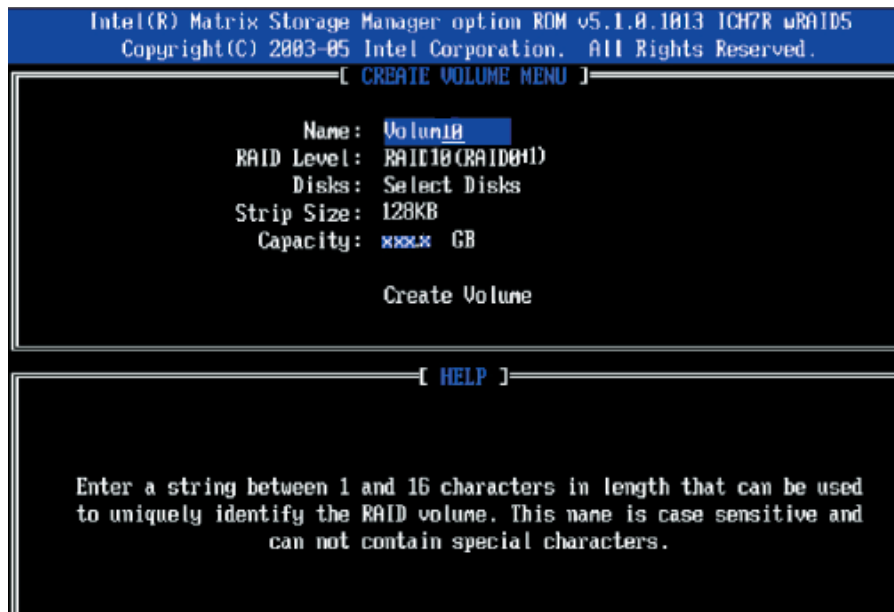 Intel(R) Matrix Storage Manager option ROM v5.1.0.1013 ICH7R wRAID5
Copyright(C) 2003-05 Intel Corporation. All Rights Reserved.
[ CREATE VOLUME MENU ]
Name: Volum10
RAID Level: RAID10(RAID0+1)
Disks: Select Disks
Strip Size: 128KB
Capacity: xxx.x GB
Create Volume
[ HELP ]
Enter a string between 1 and 16 characters in length that can be used
to uniquely identify the RAID volume. This name is case sensitive and
can not contain special characters.